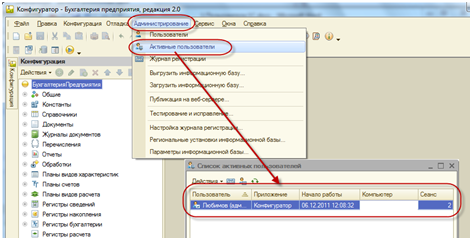 Конфигуратор - Бухгалтерия предприятия, редакция 2.0
Файл Правка Конфигурация Отладка Администрирование Сервис Окна Справка
Пользователи
Активные пользователи
Журнал регистрации
Выгрузить информационную базу...
Загрузить информационную базу...
Публикация на веб-сервере...
Тестирование и исправление...
Настройка журнала регистрации...
Региональные установки информационной базы...
Параметры информационной базы...
Конфигурация
Конфигурация
Действия
БухгалтерияПредприятия
Общие
Константы
Справочники
Документы
Журналы документов
Перечисления
Отчеты
Обработки
Планы видов характеристик
Планы счетов
Планы видов расчета
Регистры сведений
Регистры накопления
Регистры бухгалтерии
Регистры расчета
Список активных пользователей
Действия
Пользователь Приложение Начало работы Компьютер Сеанс
Любимов (адм... Конфигуратор 06.12.2011 12:08:32 2